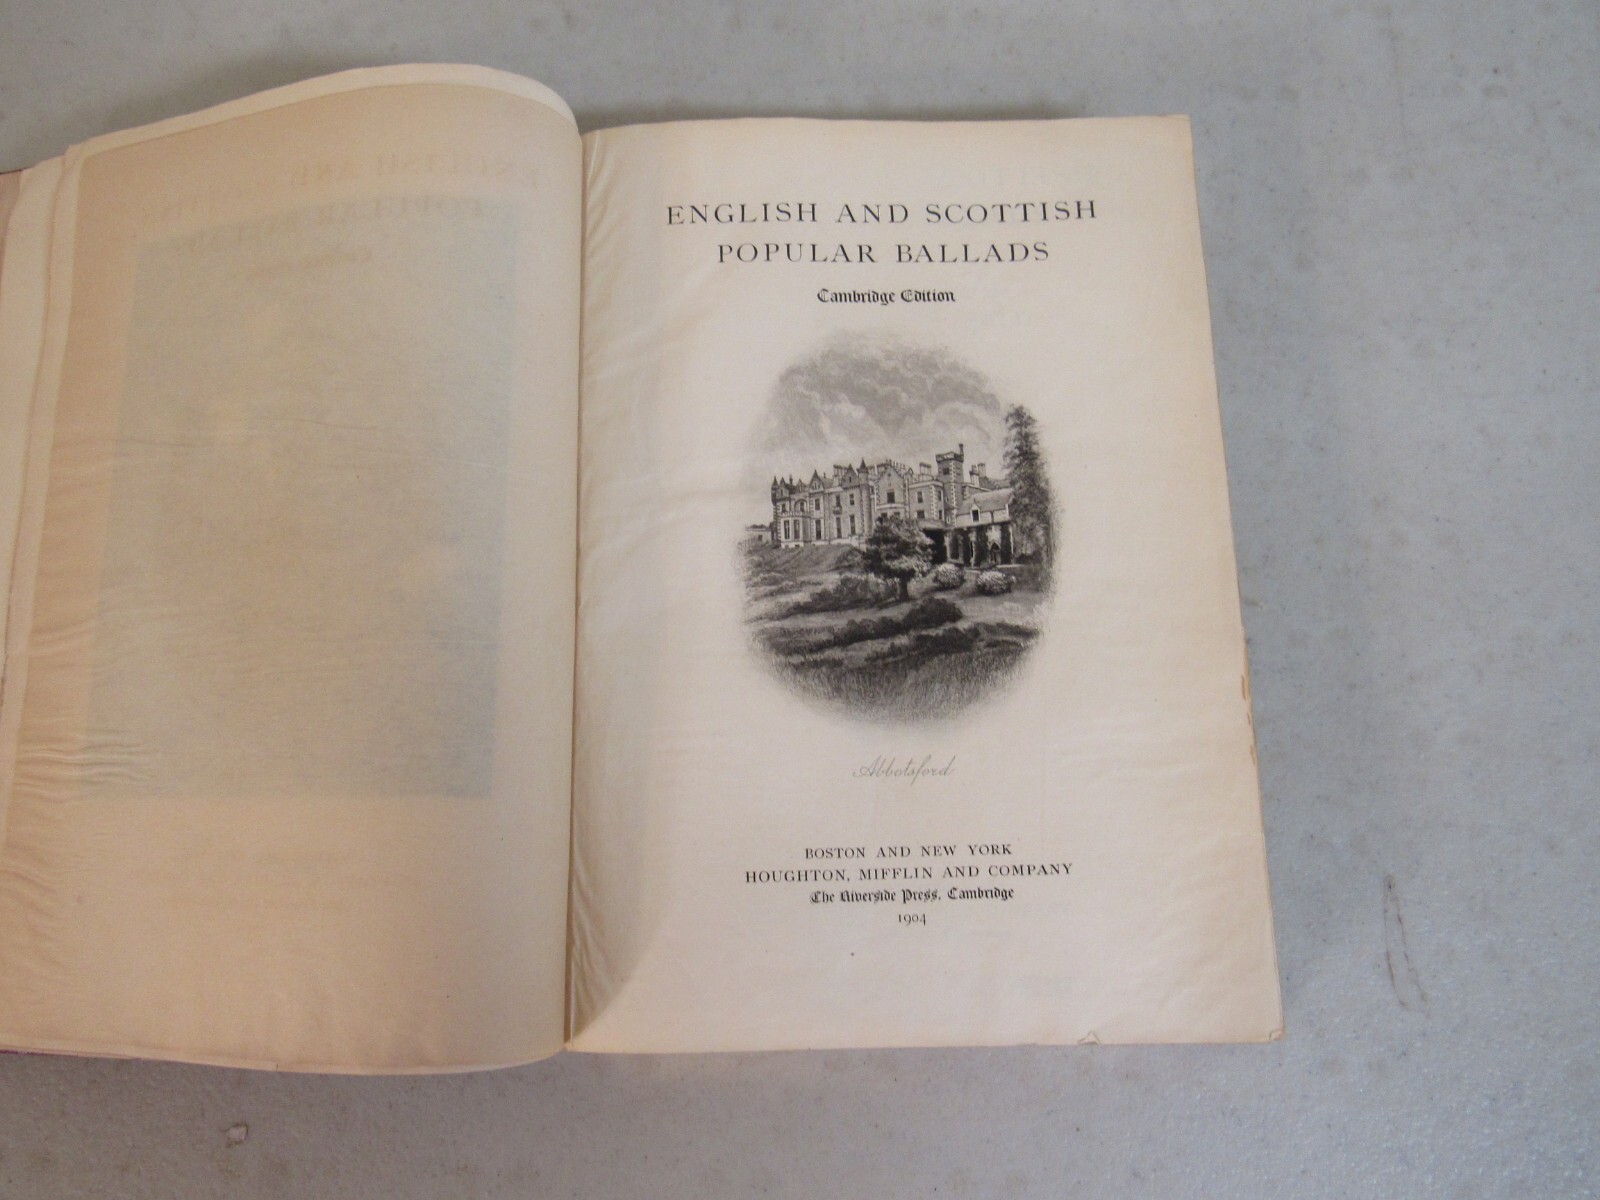 ENGLISH AND SCOTTISH
POPULAR BALLADS
Cambridge Edition
Abbotsford
BOSTON AND NEW YORK
HOUGHTON, MIFFLIN AND COMPANY
The Riverside Press, Cambridge
1904